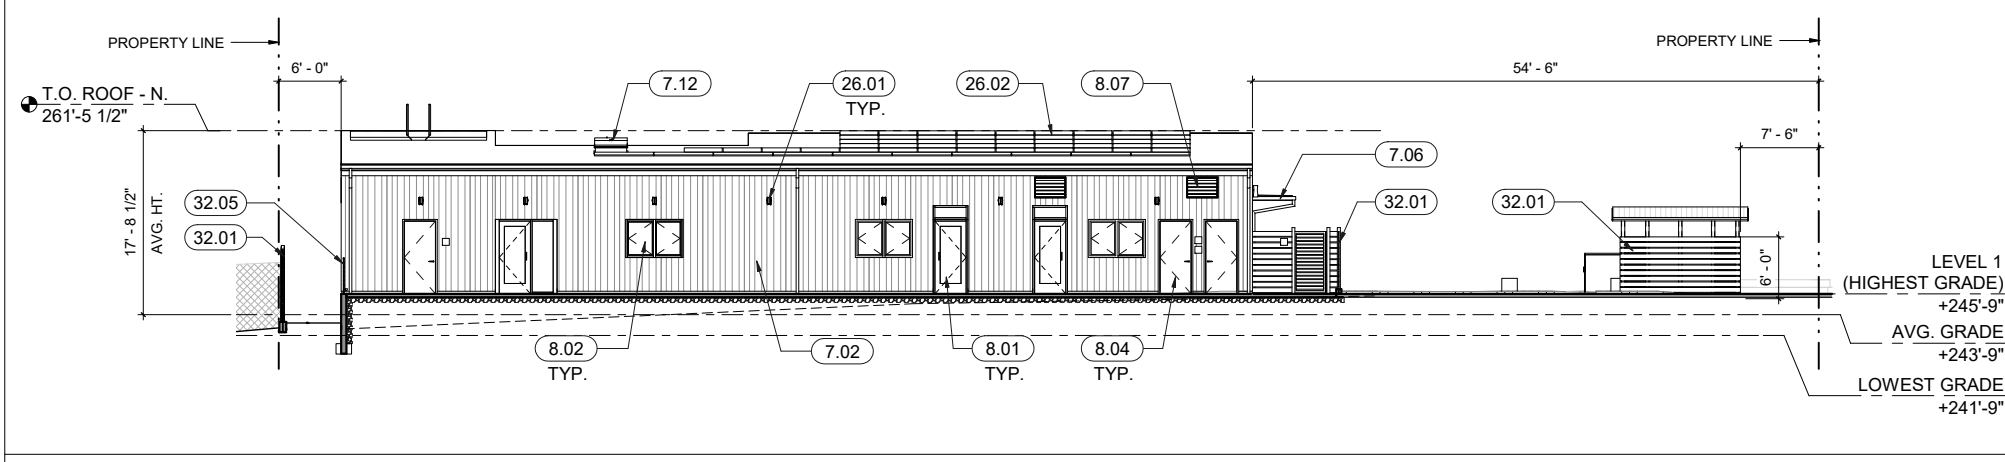 PROPERTY LINE
PROPERTY LINE
6' - 0"
54' - 6"
T.O. ROOF - N.
261'-5 1/2"
7.12
26.01
TYP.
26.02
8.07
7' - 6"
7.06
17' - 8 1/2"
AVG. HT.
32.05
32.01
32.01
32.01
6' - 0"
LEVEL 1
(HIGHEST GRADE)
+245'-9"
AVG. GRADE
+243'-9"
8.02
TYP.
7.02
8.01
TYP.
8.04
TYP.
LOWEST GRADE
+241'-9"